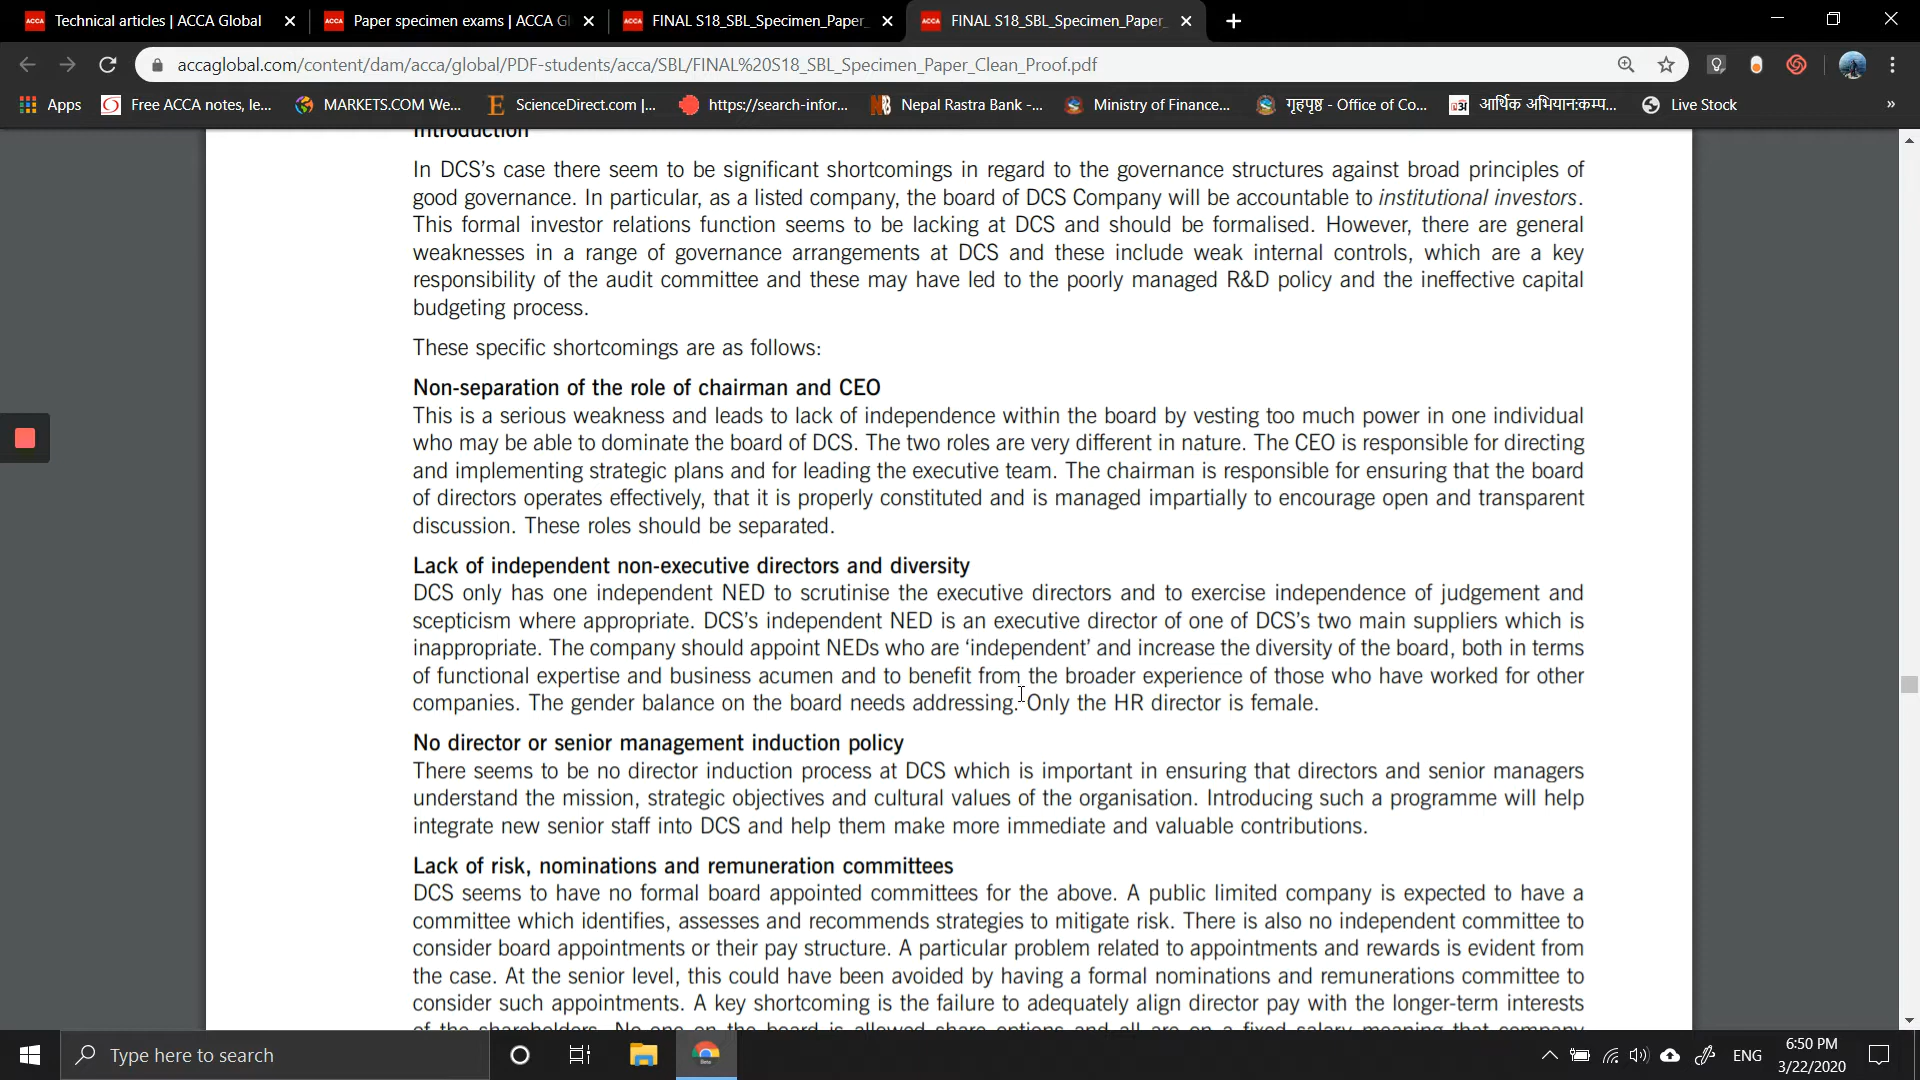 Technical articles | ACCA Global
Paper specimen exams | ACCA Gl
FINAL S18_SBL_Specimen_Paper_
FINAL S18_SBL_Specimen_Paper_
accaglobal.com/content/dam/acca/global/PDF-students/acca/SBL/FINAL%20S18_SBL_Specimen_Paper_Clean_Proof.pdf
Apps
Free ACCA notes, le...
MARKETS.COM We...
ScienceDirect.com |...
https://search-infor...
Nepal Rastra Bank -...
Ministry of Finance...
गृहपृष्ठ - Office of Co...
आर्थिक अभियान:कम्प...
Live Stock
»
Introduction
In DCS's case there seem to be significant shortcomings in regard to the governance structures against broad principles of
good governance. In particular, as a listed company, the board of DCS Company will be accountable to institutional investors.
This formal investor relations function seems to be lacking at DCS and should be formalised. However, there are general
weaknesses in a range of governance arrangements at DCS and these include weak internal controls, which are a key
responsibility of the audit committee and these may have led to the poorly managed R&D policy and the ineffective capital
budgeting process.
These specific shortcomings are as follows:
Non-separation of the role of chairman and CEO
This is a serious weakness and leads to lack of independence within the board by vesting too much power in one individual
who may be able to dominate the board of DCS. The two roles are very different in nature. The CEO is responsible for directing
and implementing strategic plans and for leading the executive team. The chairman is responsible for ensuring that the board
of directors operates effectively, that it is properly constituted and is managed impartially to encourage open and transparent
discussion. These roles should be separated.
Lack of independent non-executive directors and diversity
DCS only has one independent NED to scrutinise the executive directors and to exercise independence of judgement and
scepticism where appropriate. DCS's independent NED is an executive director of one of DCS's two main suppliers which is
inappropriate. The company should appoint NEDs who are 'independent' and increase the diversity of the board, both in terms
of functional expertise and business acumen and to benefit from the broader experience of those who have worked for other
companies. The gender balance on the board needs addressing. Only the HR director is female.
No director or senior management induction policy
There seems to be no director induction process at DCS which is important in ensuring that directors and senior managers
understand the mission, strategic objectives and cultural values of the organisation. Introducing such a programme will help
integrate new senior staff into DCS and help them make more immediate and valuable contributions.
Lack of risk, nominations and remuneration committees
DCS seems to have no formal board appointed committees for the above. A public limited company is expected to have a
committee which identifies, assesses and recommends strategies to mitigate risk. There is also no independent committee to
consider board appointments or their pay structure. A particular problem related to appointments and rewards is evident from
the case. At the senior level, this could have been avoided by having a formal nominations and remunerations committee to
consider such appointments. A key shortcoming is the failure to adequately align director pay with the longer-term interests
of the shareholders. No one on the board is allowed share options and all are on a fixed salary meaning that company
Type here to search
ENG
6:50 PM
3/22/2020